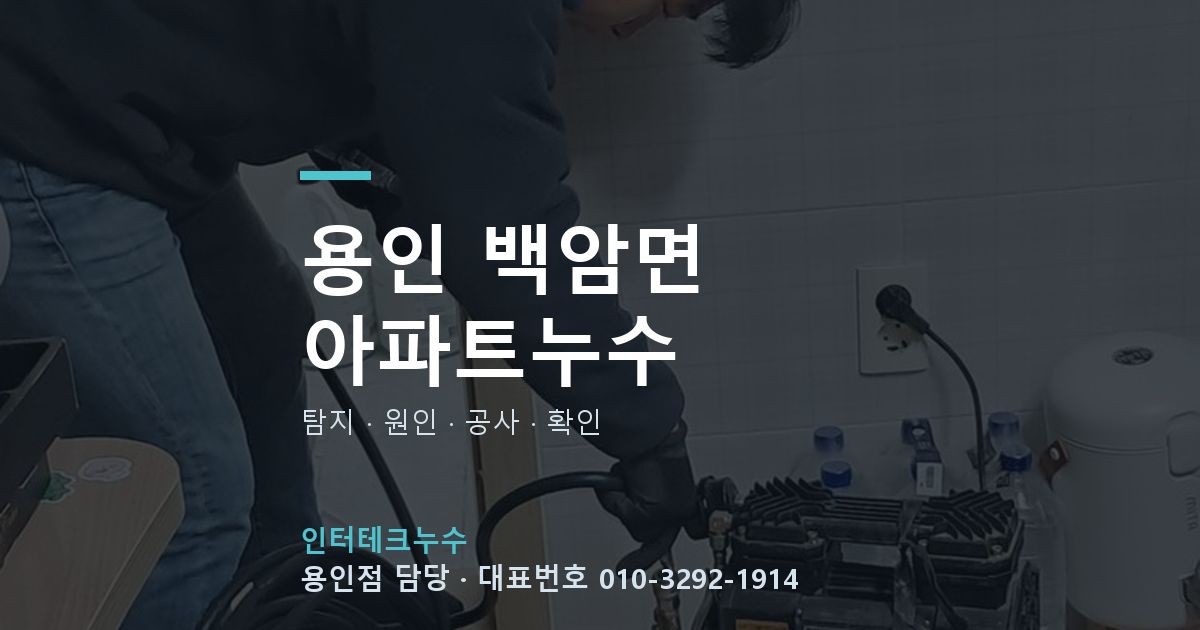 용인 백암면
아파트누수
탐지 · 원인 · 공사 · 확인
인터테크누수
용인점 담당 · 대표번호 010-3292-1914